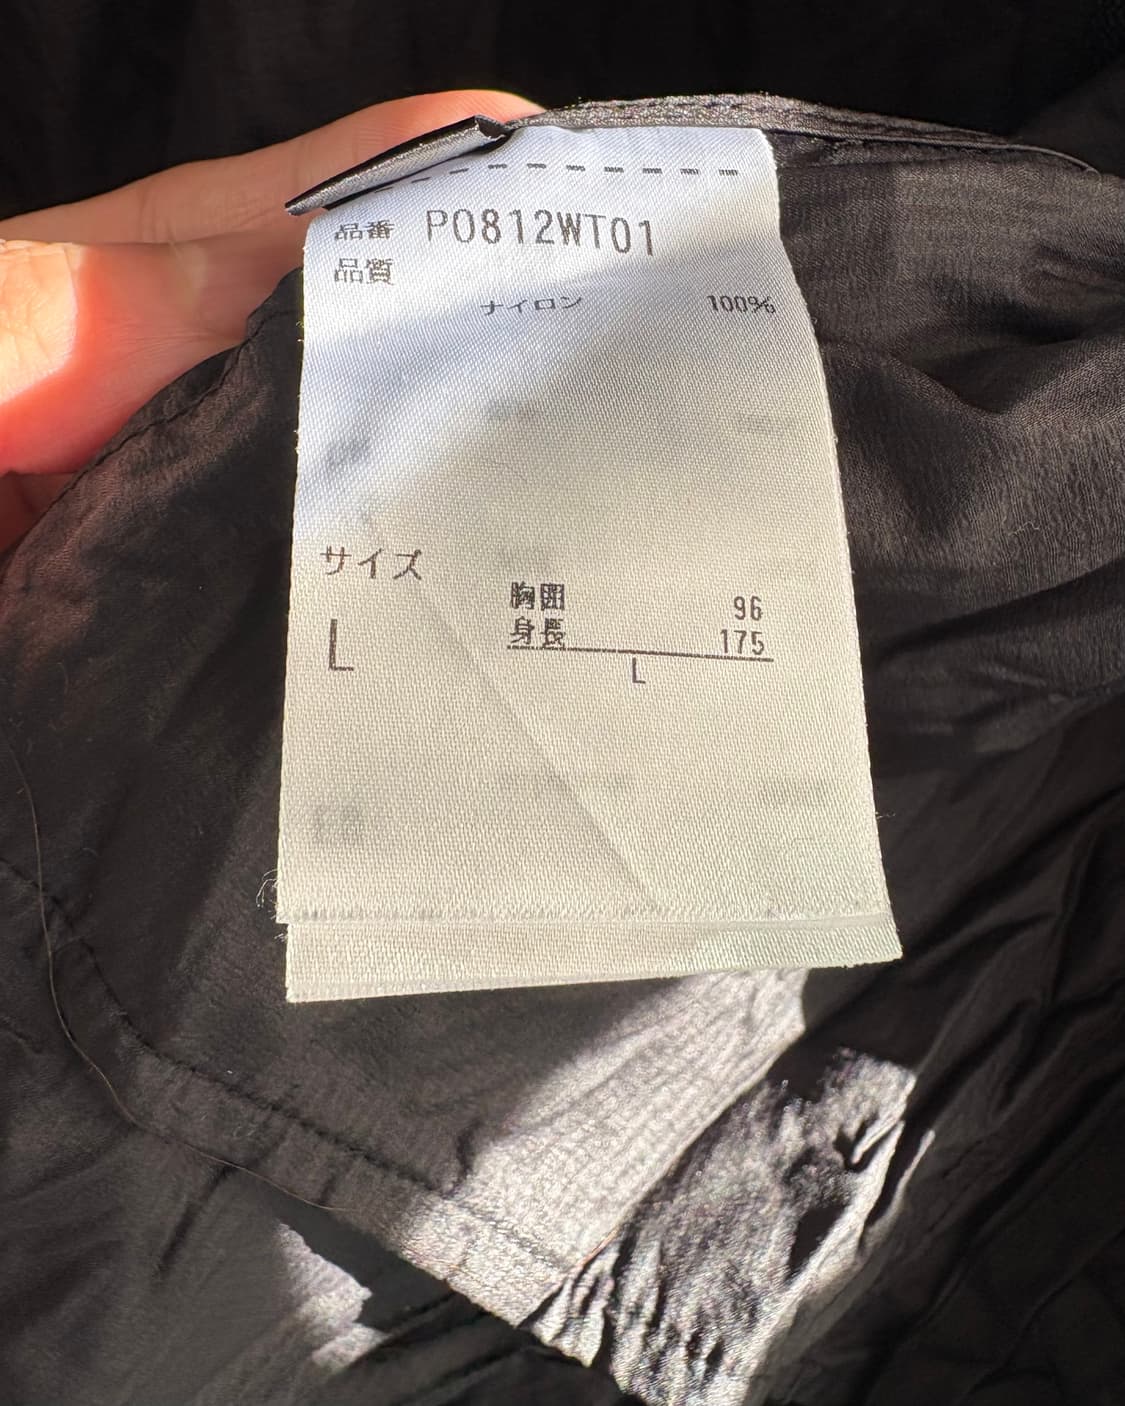 品番 P0812WT01
品質
ナイロン 100%
サイズ
L
胸囲 96
身長 175
L